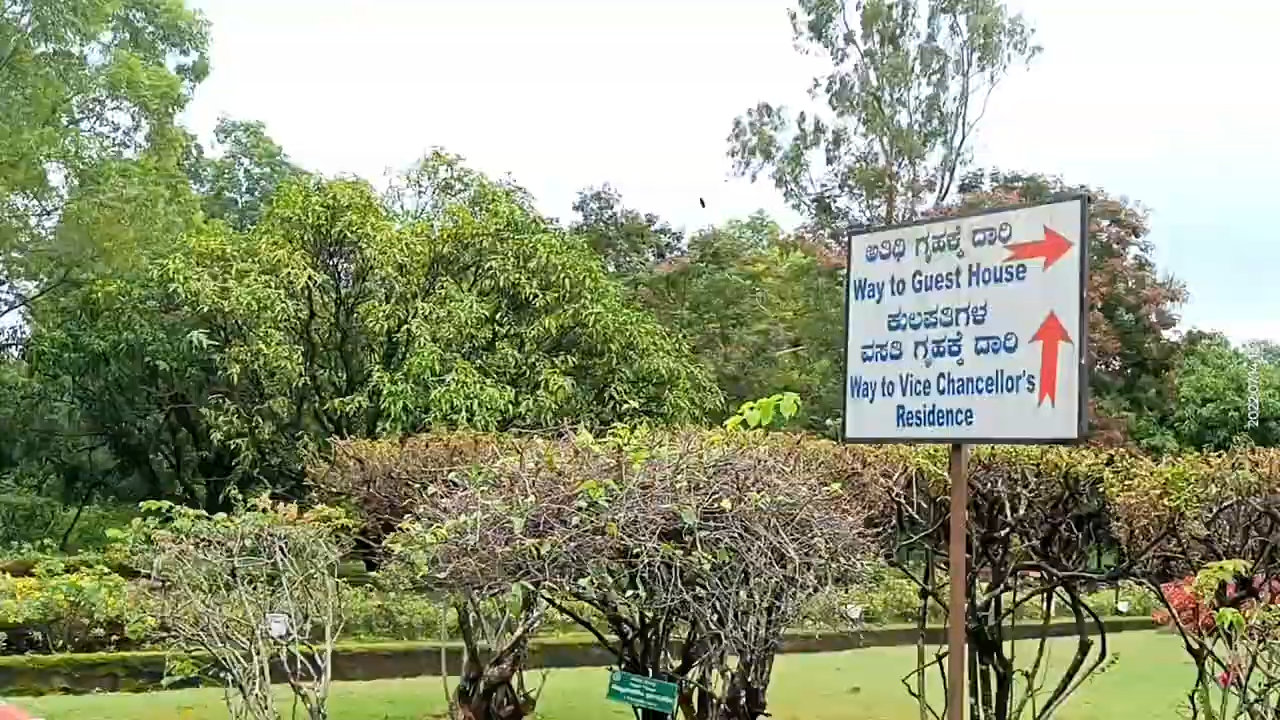 ಅತಿಥಿ ಗೃಹಕ್ಕೆ ದಾರಿ
Way to Guest House
ಕುಲಪತಿಗಳ
ವಸತಿ ಗೃಹಕ್ಕೆ ದಾರಿ
Way to Vice Chancellor's
Residence